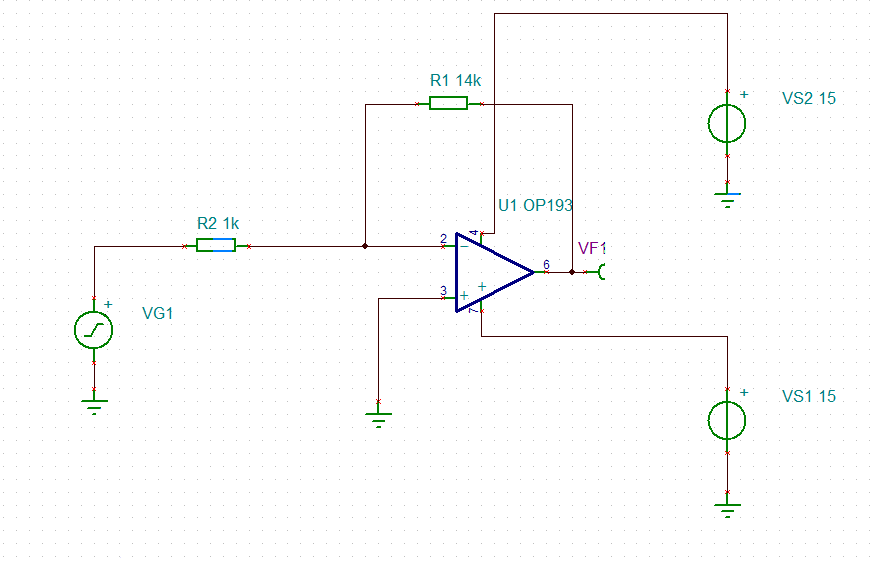 R1 14k
+
VS2 15
U1 OP193
R2 1k
4
2
−
VF1
6
+
3
+
+
7
VG1
+
VS1 15